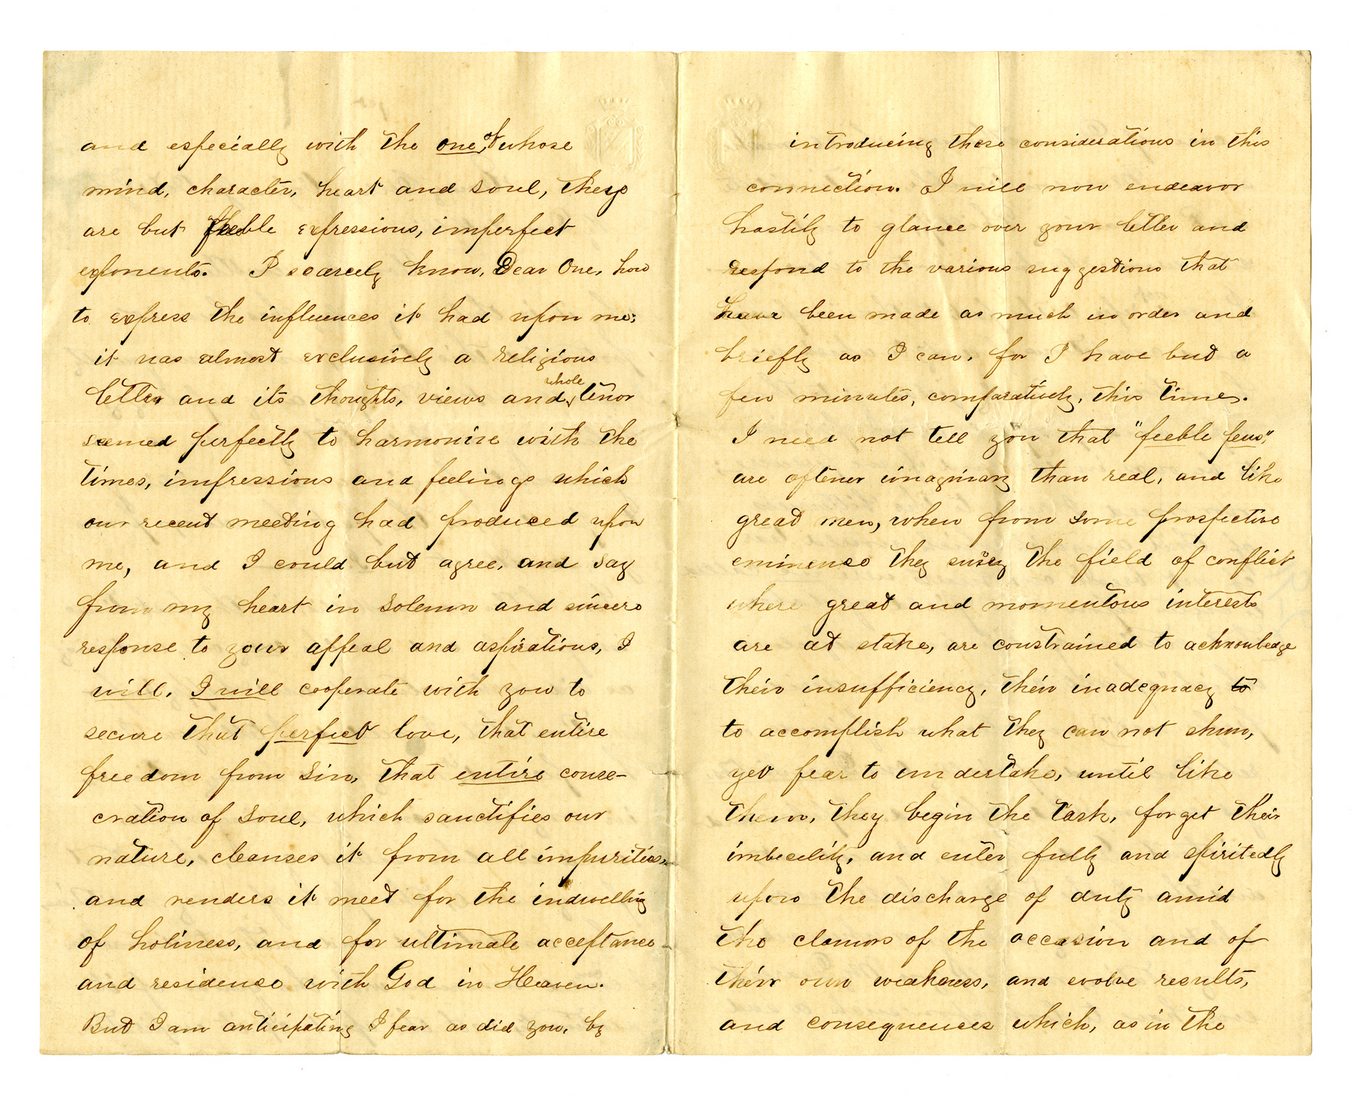 and especially with the one, of whose
mind, character, heart and soul, they
are but feeble expressions, imperfect
exponents. I scarcely know, Dear One, how
to express the influences it had upon me;
it was almost exclusively a religious
letter and its thoughts, views and whole tenor
seemed perfectly to harmonise with the
times, impressions and feelings which
our recent meeting had produced upon
me, and I could but agree, and say
from my heart in solemn and sincere
response to your appeal and aspirations, I
will, I will cooperate with you to
secure that perfect love, that entire
freedom from Sin, that entire conse-
cration of Soul, which sanctifies our
nature, cleanses it from all impurities
and renders it meet for the indwelling
of holiness, and for ultimate acceptance
and residence with God in Heaven.
But I am anticipating I fear as did you, by
introducing these considerations in this
connection. I will now endeavor
hastily to glance over your letter and
respond to the various suggestions that
have been made as much in order and
briefly as I can, for I have but a
few minutes, comparatively, this time.
I need not tell you that "feeble pens,"
are oftener imaginary than real, and like
great men, when from some prospective
eminence they survey the field of conflict
where great and momentous interests
are at stake, are constrained to acknowledge
their insufficiency, their inadequacy to
to accomplish what they can not shun,
yet fear to undertake, until like
them, they begin the task, forget their
imbecility, and enter fully and spiritedly
upon the discharge of duty amid
the clamors of the occasion and of
their own weakness, and evolve results,
and consequences which, as in the